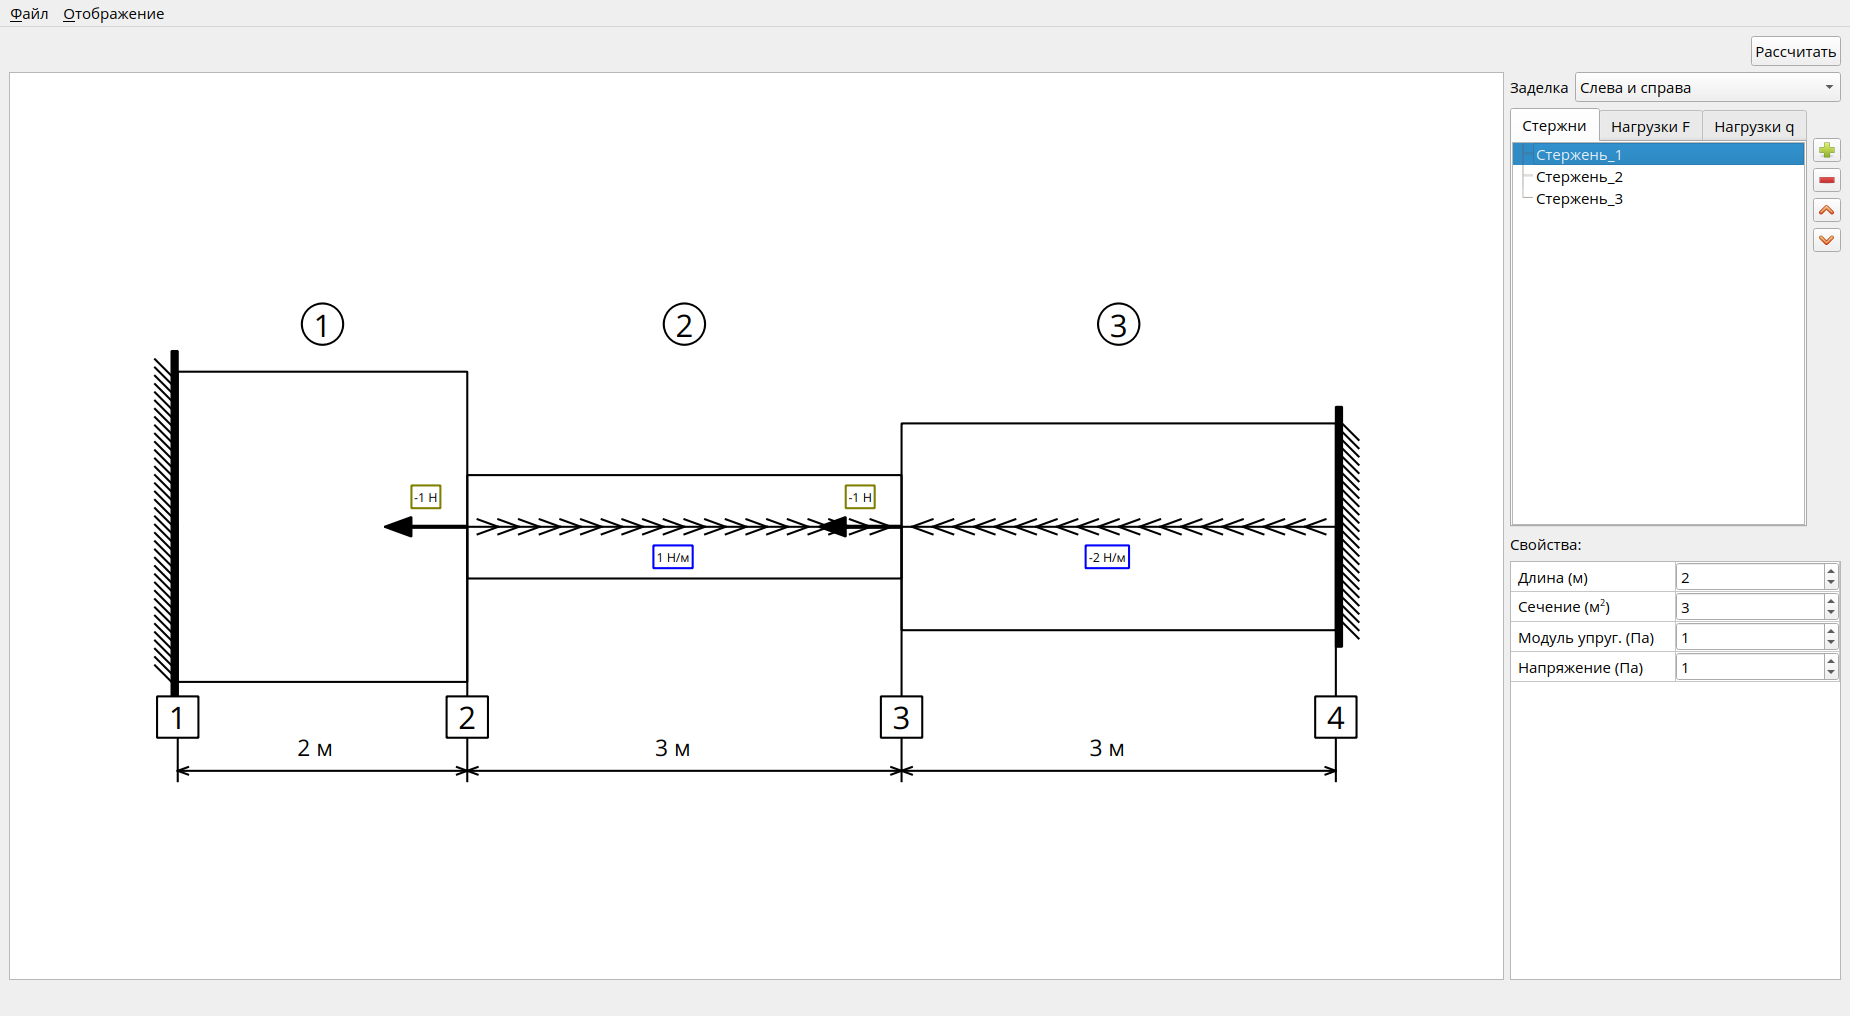 Файл Отображение
Рассчитать
Заделка Слева и справа
Стержни Нагрузки F Нагрузки q
Стержень_1
Стержень_2
Стержень_3
1 2 3
-1 Н -1 Н
1 Н/м -2 Н/м
1 2 3 4
2 м 3 м 3 м
Свойства:
Длина (м) 2
Сечение (м²) 3
Модуль упруг. (Па) 1
Напряжение (Па) 1